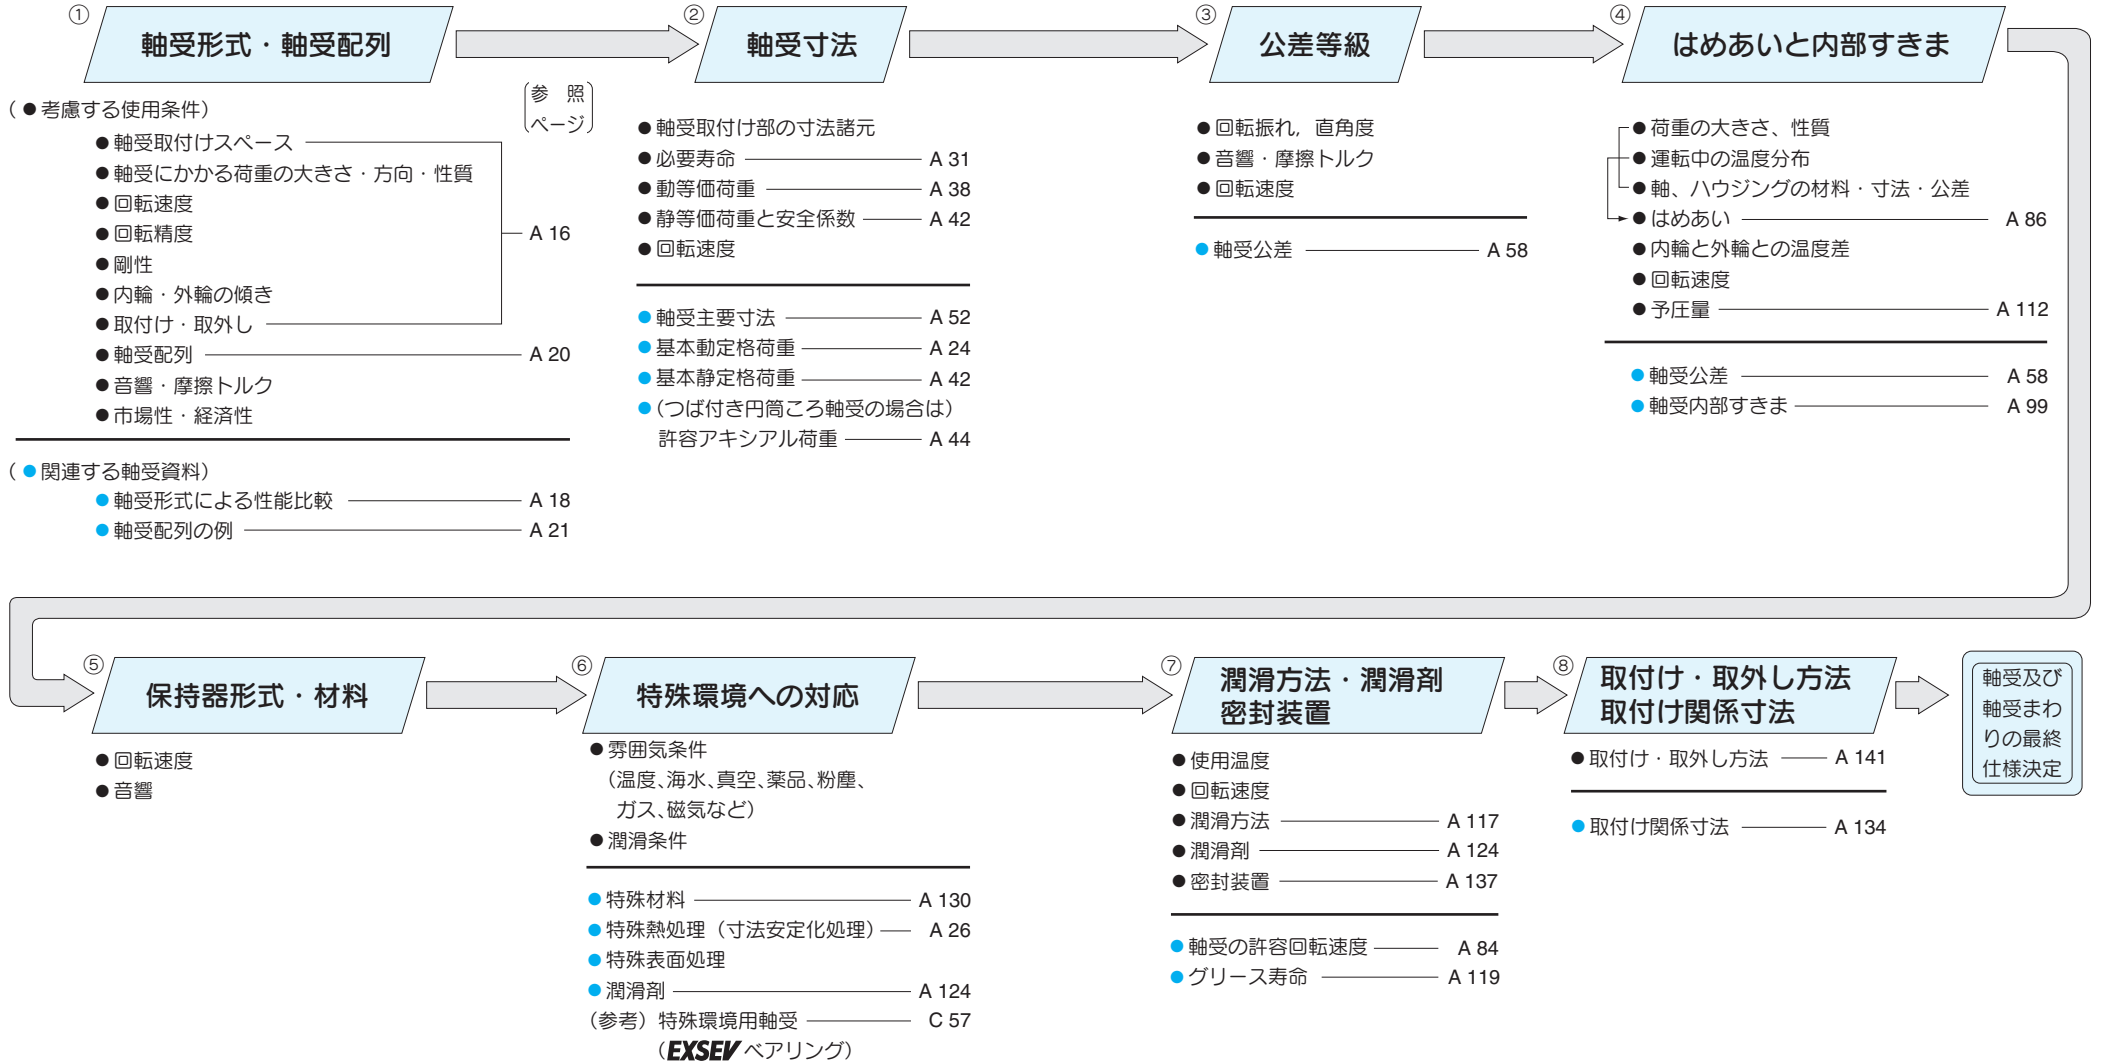 ① 軸受形式・軸受配列
(参 照
ページ)
(●考慮する使用条件)
●軸受取付けスペース
●軸受にかかる荷重の大きさ・方向・性質
●回転速度
●回転精度 A 16
●剛性
●内輪・外輪の傾き
●取付け・取外し
●軸受配列 A 20
●音響・摩擦トルク
●市場性・経済性
(●関連する軸受資料)
●軸受形式による性能比較 A 18
●軸受配列の例 A 21
② 軸受寸法
●軸受取付け部の寸法諸元
●必要寿命 A 31
●動等価荷重 A 38
●静等価荷重と安全係数 A 42
●回転速度
●軸受主要寸法 A 52
●基本動定格荷重 A 24
●基本静定格荷重 A 42
●(つば付き円筒ころ軸受の場合は)
許容アキシアル荷重 A 44
③ 公差等級
●回転振れ,直角度
●音響・摩擦トルク
●回転速度
●軸受公差 A 58
④ はめあいと内部すきま
●荷重の大きさ、性質
●運転中の温度分布
●軸、ハウジングの材料・寸法・公差
●はめあい A 86
●内輪と外輪との温度差
●回転速度
●予圧量 A 112
●軸受公差 A 58
●軸受内部すきま A 99
⑤ 保持器形式・材料
●回転速度
●音響
⑥ 特殊環境への対応
●雰囲気条件
(温度、海水、真空、薬品、粉塵、
ガス、磁気など)
●潤滑条件
●特殊材料 A 130
●特殊熱処理(寸法安定化処理) A 26
●特殊表面処理
●潤滑剤 A 124
(参考)特殊環境用軸受 C 57
(EXSEVベアリング)
⑦ 潤滑方法・潤滑剤
密封装置
●使用温度
●回転速度
●潤滑方法 A 117
●潤滑剤 A 124
●密封装置 A 137
●軸受の許容回転速度 A 84
●グリース寿命 A 119
⑧ 取付け・取外し方法
取付け関係寸法
●取付け・取外し方法 A 141
●取付け関係寸法 A 134
軸受及び
軸受まわ
りの最終
仕様決定